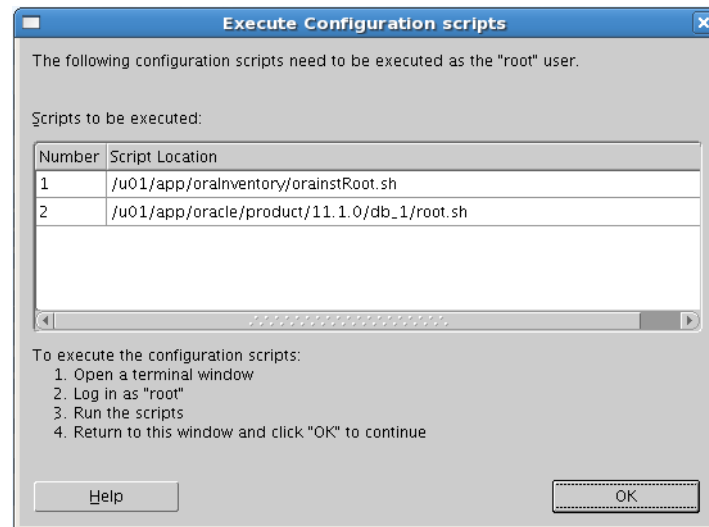 Execute Configuration scripts
The following configuration scripts need to be executed as the "root" user.
Scripts to be executed:
Number Script Location
1 /u01/app/oraInventory/orainstRoot.sh
2 /u01/app/oracle/product/11.1.0/db_1/root.sh
To execute the configuration scripts:
1. Open a terminal window
2. Log in as "root"
3. Run the scripts
4. Return to this window and click "OK" to continue
Help OK